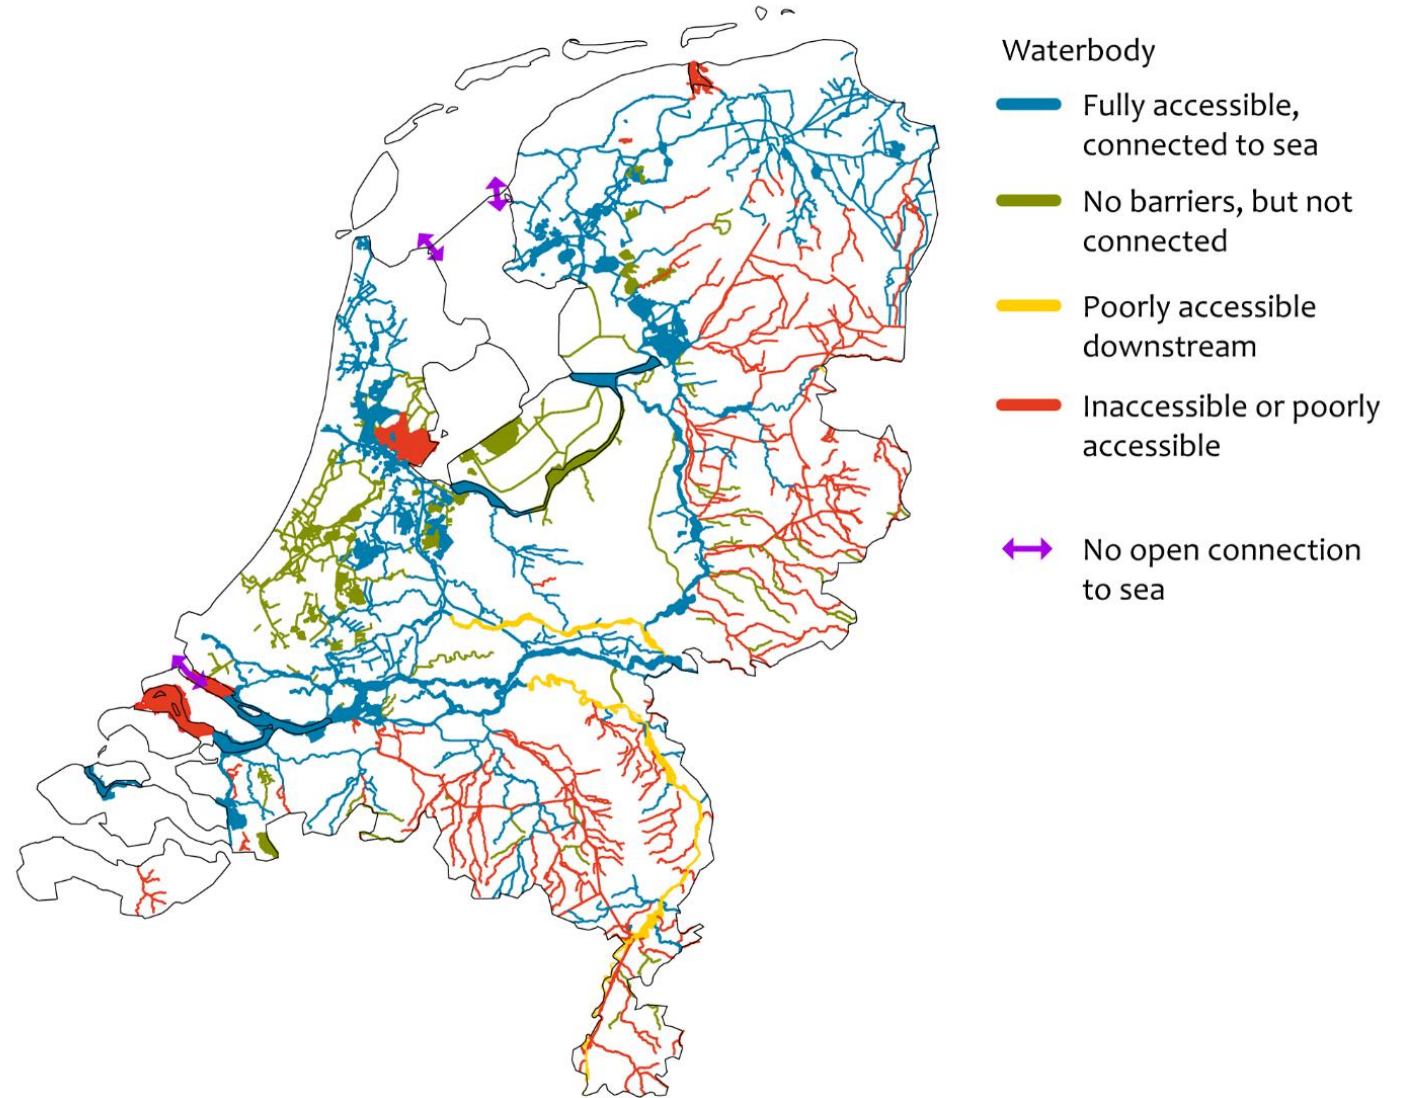 Waterbody
Fully accessible,
connected to sea
No barriers, but not
connected
Poorly accessible
downstream
Inaccessible or poorly
accessible
No open connection
to sea